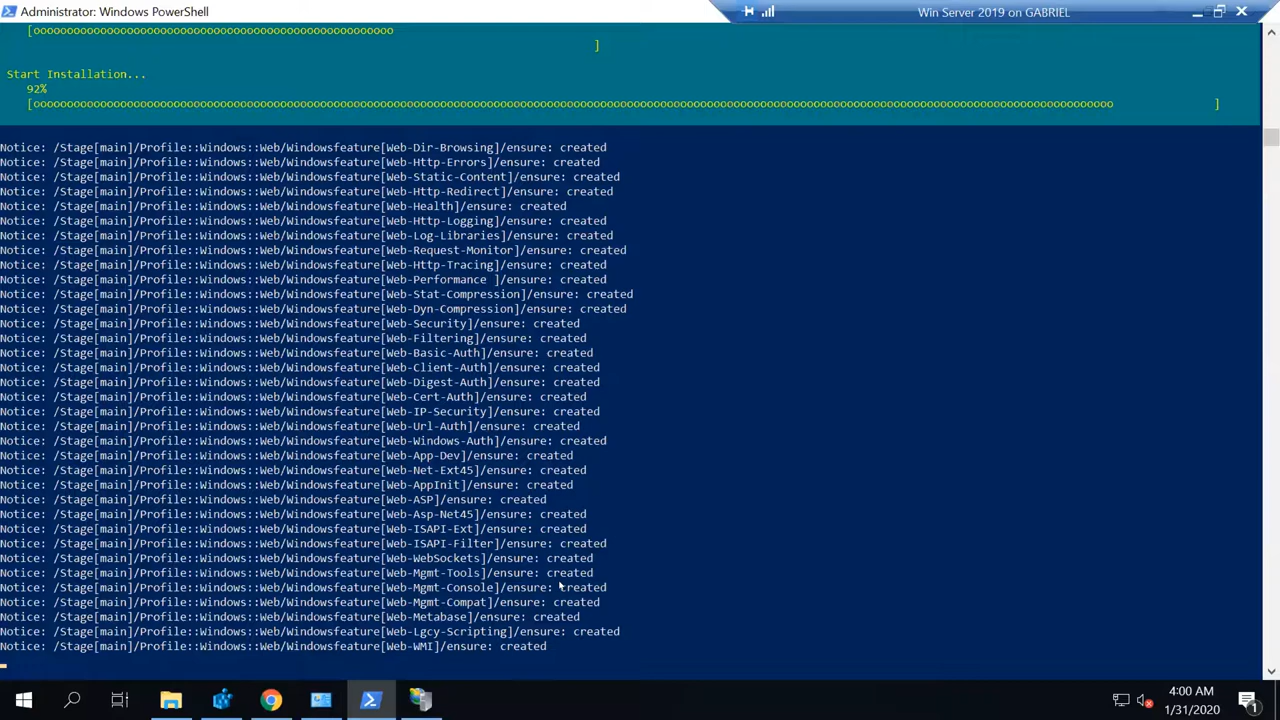 Administrator: Windows PowerShell
Win Server 2019 on GABRIEL
[oooooooooooooooooooooooooooooooooooooooooooooooooooooo
]
Start Installation...
92%
[oooooooooooooooooooooooooooooooooooooooooooooooooooooooooooooooooooooooooooooooooooooooooooooooooooooooooooooooooooooooooooooooooooooooooooooooooooooooooooooooooo ]
Notice: /Stage[main]/Profile::Windows::Web/Windowsfeature[Web-Dir-Browsing]/ensure: created
Notice: /Stage[main]/Profile::Windows::Web/Windowsfeature[Web-Http-Errors]/ensure: created
Notice: /Stage[main]/Profile::Windows::Web/Windowsfeature[Web-Static-Content]/ensure: created
Notice: /Stage[main]/Profile::Windows::Web/Windowsfeature[Web-Http-Redirect]/ensure: created
Notice: /Stage[main]/Profile::Windows::Web/Windowsfeature[Web-Health]/ensure: created
Notice: /Stage[main]/Profile::Windows::Web/Windowsfeature[Web-Http-Logging]/ensure: created
Notice: /Stage[main]/Profile::Windows::Web/Windowsfeature[Web-Log-Libraries]/ensure: created
Notice: /Stage[main]/Profile::Windows::Web/Windowsfeature[Web-Request-Monitor]/ensure: created
Notice: /Stage[main]/Profile::Windows::Web/Windowsfeature[Web-Http-Tracing]/ensure: created
Notice: /Stage[main]/Profile::Windows::Web/Windowsfeature[Web-Performance ]/ensure: created
Notice: /Stage[main]/Profile::Windows::Web/Windowsfeature[Web-Stat-Compression]/ensure: created
Notice: /Stage[main]/Profile::Windows::Web/Windowsfeature[Web-Dyn-Compression]/ensure: created
Notice: /Stage[main]/Profile::Windows::Web/Windowsfeature[Web-Security]/ensure: created
Notice: /Stage[main]/Profile::Windows::Web/Windowsfeature[Web-Filtering]/ensure: created
Notice: /Stage[main]/Profile::Windows::Web/Windowsfeature[Web-Basic-Auth]/ensure: created
Notice: /Stage[main]/Profile::Windows::Web/Windowsfeature[Web-Client-Auth]/ensure: created
Notice: /Stage[main]/Profile::Windows::Web/Windowsfeature[Web-Digest-Auth]/ensure: created
Notice: /Stage[main]/Profile::Windows::Web/Windowsfeature[Web-Cert-Auth]/ensure: created
Notice: /Stage[main]/Profile::Windows::Web/Windowsfeature[Web-IP-Security]/ensure: created
Notice: /Stage[main]/Profile::Windows::Web/Windowsfeature[Web-Url-Auth]/ensure: created
Notice: /Stage[main]/Profile::Windows::Web/Windowsfeature[Web-Windows-Auth]/ensure: created
Notice: /Stage[main]/Profile::Windows::Web/Windowsfeature[Web-App-Dev]/ensure: created
Notice: /Stage[main]/Profile::Windows::Web/Windowsfeature[Web-Net-Ext45]/ensure: created
Notice: /Stage[main]/Profile::Windows::Web/Windowsfeature[Web-AppInit]/ensure: created
Notice: /Stage[main]/Profile::Windows::Web/Windowsfeature[Web-ASP]/ensure: created
Notice: /Stage[main]/Profile::Windows::Web/Windowsfeature[Web-Asp-Net45]/ensure: created
Notice: /Stage[main]/Profile::Windows::Web/Windowsfeature[Web-ISAPI-Ext]/ensure: created
Notice: /Stage[main]/Profile::Windows::Web/Windowsfeature[Web-ISAPI-Filter]/ensure: created
Notice: /Stage[main]/Profile::Windows::Web/Windowsfeature[Web-WebSockets]/ensure: created
Notice: /Stage[main]/Profile::Windows::Web/Windowsfeature[Web-Mgmt-Tools]/ensure: created
Notice: /Stage[main]/Profile::Windows::Web/Windowsfeature[Web-Mgmt-Console]/ensure: created
Notice: /Stage[main]/Profile::Windows::Web/Windowsfeature[Web-Mgmt-Compat]/ensure: created
Notice: /Stage[main]/Profile::Windows::Web/Windowsfeature[Web-Metabase]/ensure: created
Notice: /Stage[main]/Profile::Windows::Web/Windowsfeature[Web-Lgcy-Scripting]/ensure: created
Notice: /Stage[main]/Profile::Windows::Web/Windowsfeature[Web-WMI]/ensure: created
4:00 AM
1/31/2020
1